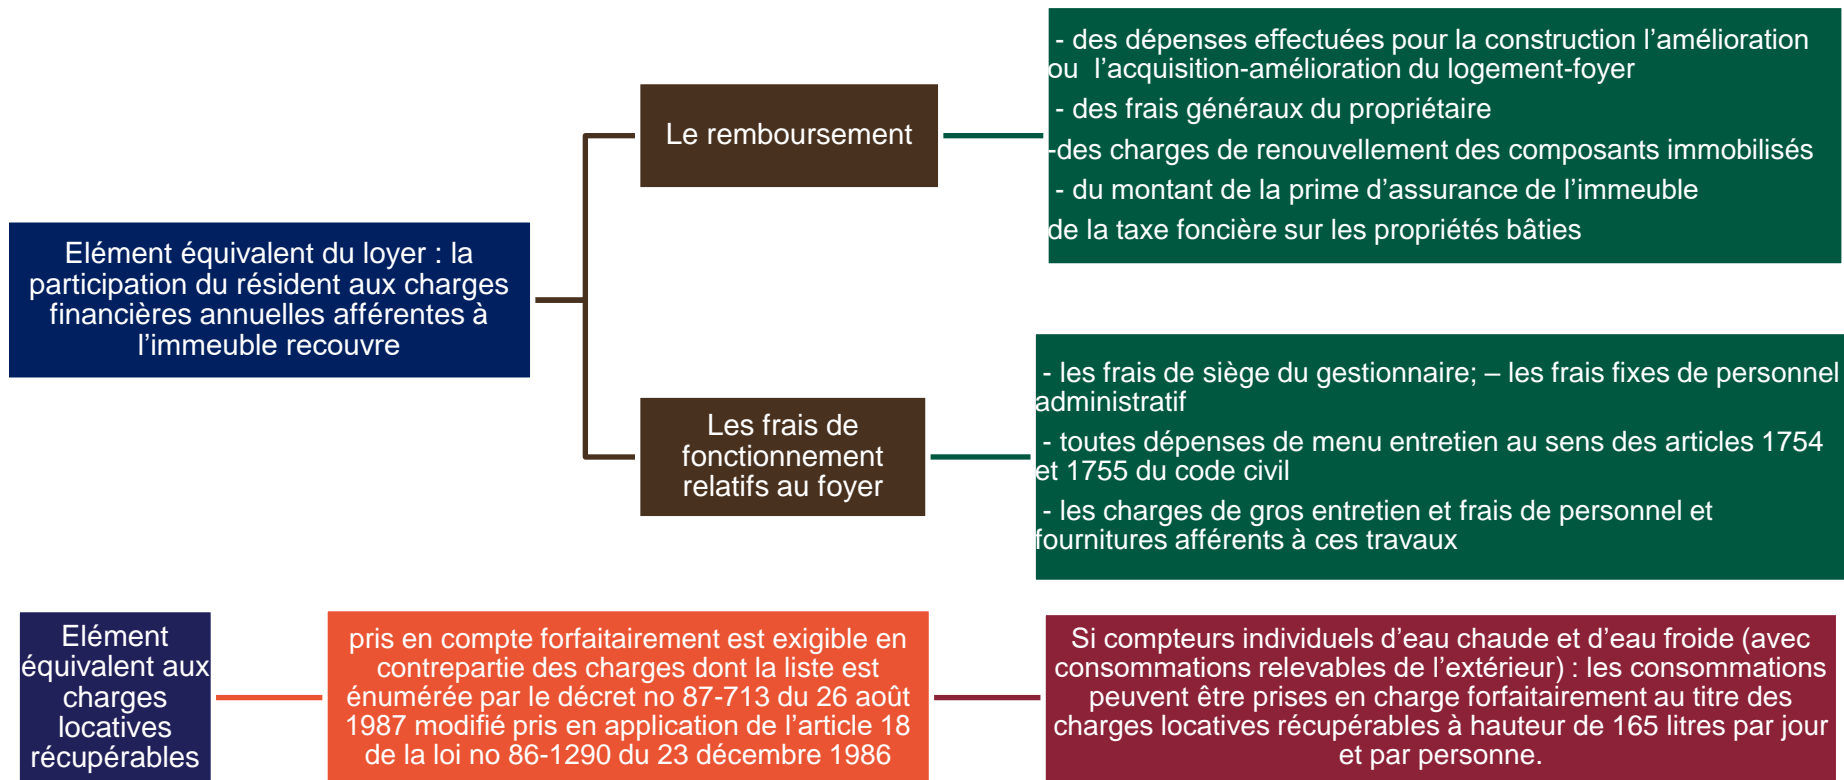 Elément équivalent du loyer : la
participation du résident aux charges
financières annuelles afférentes à
l’immeuble recouvre
Le remboursement
- des dépenses effectuées pour la construction l’amélioration
ou l’acquisition-amélioration du logement-foyer
- des frais généraux du propriétaire
-des charges de renouvellement des composants immobilisés
- du montant de la prime d’assurance de l’immeuble
de la taxe foncière sur les propriétés bâties
Les frais de
fonctionnement
relatifs au foyer
- les frais de siège du gestionnaire; – les frais fixes de personnel
administratif
- toutes dépenses de menu entretien au sens des articles 1754
et 1755 du code civil
- les charges de gros entretien et frais de personnel et
fournitures afférents à ces travaux
Elément
équivalent aux
charges
locatives
récupérables
pris en compte forfaitairement est exigible en
contrepartie des charges dont la liste est
énumérée par le décret no 87-713 du 26 août
1987 modifié pris en application de l’article 18
de la loi no 86-1290 du 23 décembre 1986
Si compteurs individuels d’eau chaude et d’eau froide (avec
consommations relevables de l’extérieur) : les consommations
peuvent être prises en charge forfaitairement au titre des
charges locatives récupérables à hauteur de 165 litres par jour
et par personne.